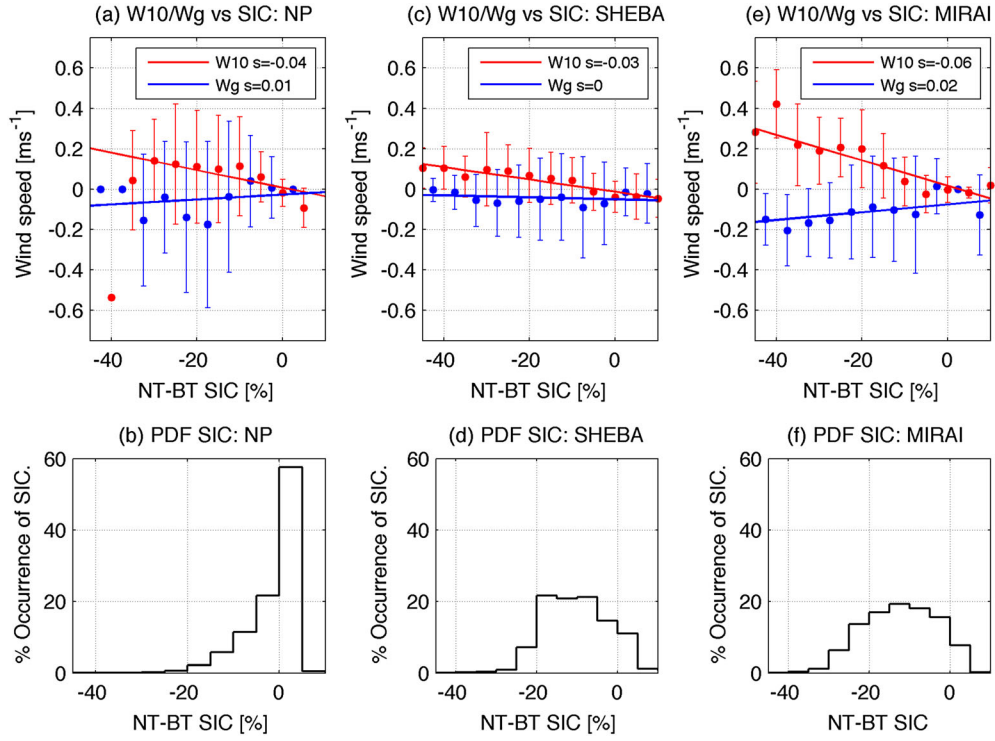 (a) W10/Wg vs SIC: NP
W10 s=-0.04
Wg s=0.01
Wind speed [ms-1]
0.6
0.4
0.2
0
-0.2
-0.4
-0.6
-40 -20 0
NT-BT SIC [%]
(c) W10/Wg vs SIC: SHEBA
W10 s=-0.03
Wg s=0
Wind speed [ms-1]
0.6
0.4
0.2
0
-0.2
-0.4
-0.6
-40 -20 0
NT-BT SIC [%]
(e) W10/Wg vs SIC: MIRAI
W10 s=-0.06
Wg s=0.02
Wind speed [ms-1]
0.6
0.4
0.2
0
-0.2
-0.4
-0.6
-40 -20 0
NT-BT SIC [%]
(b) PDF SIC: NP
% Occurrence of SIC.
60
40
20
0
-40 -20 0
NT-BT SIC [%]
(d) PDF SIC: SHEBA
% Occurrence of SIC.
60
40
20
0
-40 -20 0
NT-BT SIC [%]
(f) PDF SIC: MIRAI
% Occurrence of SIC.
60
40
20
0
-40 -20 0
NT-BT SIC